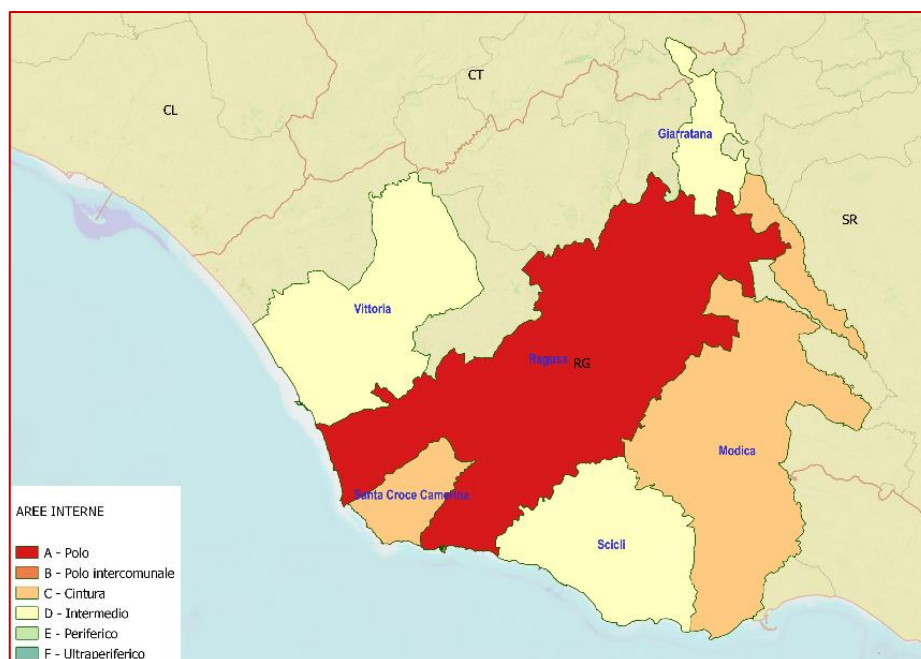 CT
CL
Giarratana
SR
Vittoria
Ragusa RG
Modica
Santa Croce Camerina
Scicli
AREE INTERNE
A - Polo
B - Polo intercomunale
C - Cintura
D - Intermedio
E - Periferico
F - Ultraperiferico